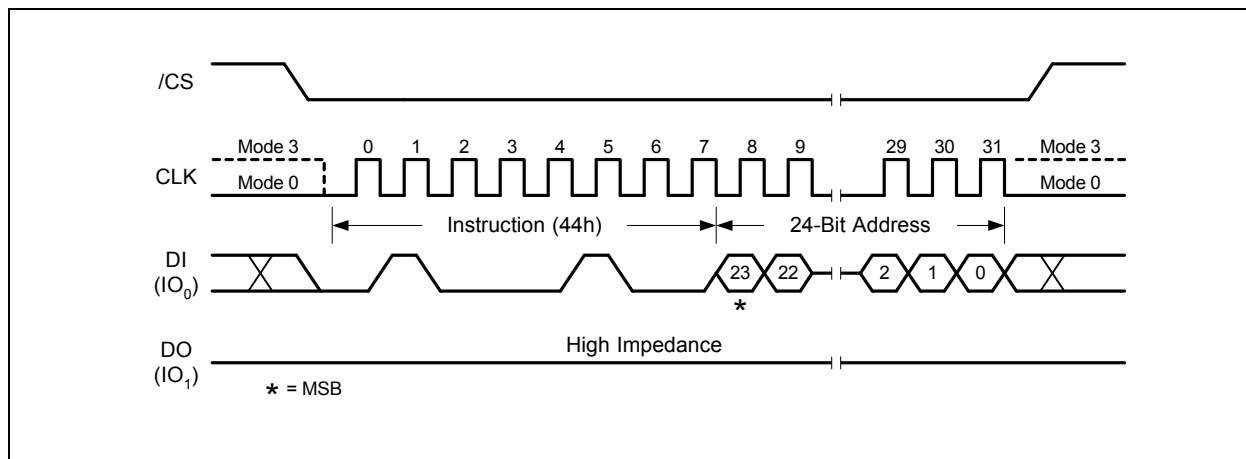 /CS
Mode 3 0 1 2 3 4 5 6 7 8 9 29 30 31 Mode 3
CLK
Mode 0 Mode 0
Instruction (44h) 24-Bit Address
DI
(IO₀)
23 22 2 1 0
*
High Impedance
DO
(IO₁)
* = MSB